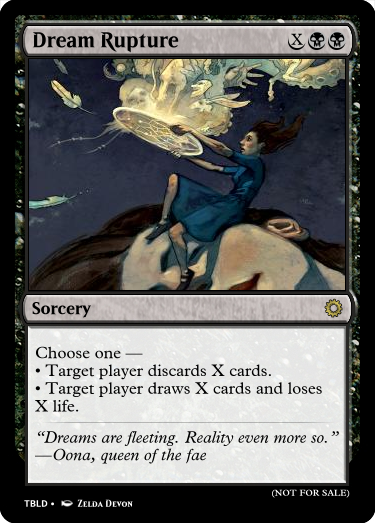 Dream Rupture X
Sorcery
Choose one —
• Target player discards X cards.
• Target player draws X cards and loses
X life.
“Dreams are fleeting. Reality even more so.”
—Oona, queen of the fae
(NOT FOR SALE)
TBLD • Zelda Devon